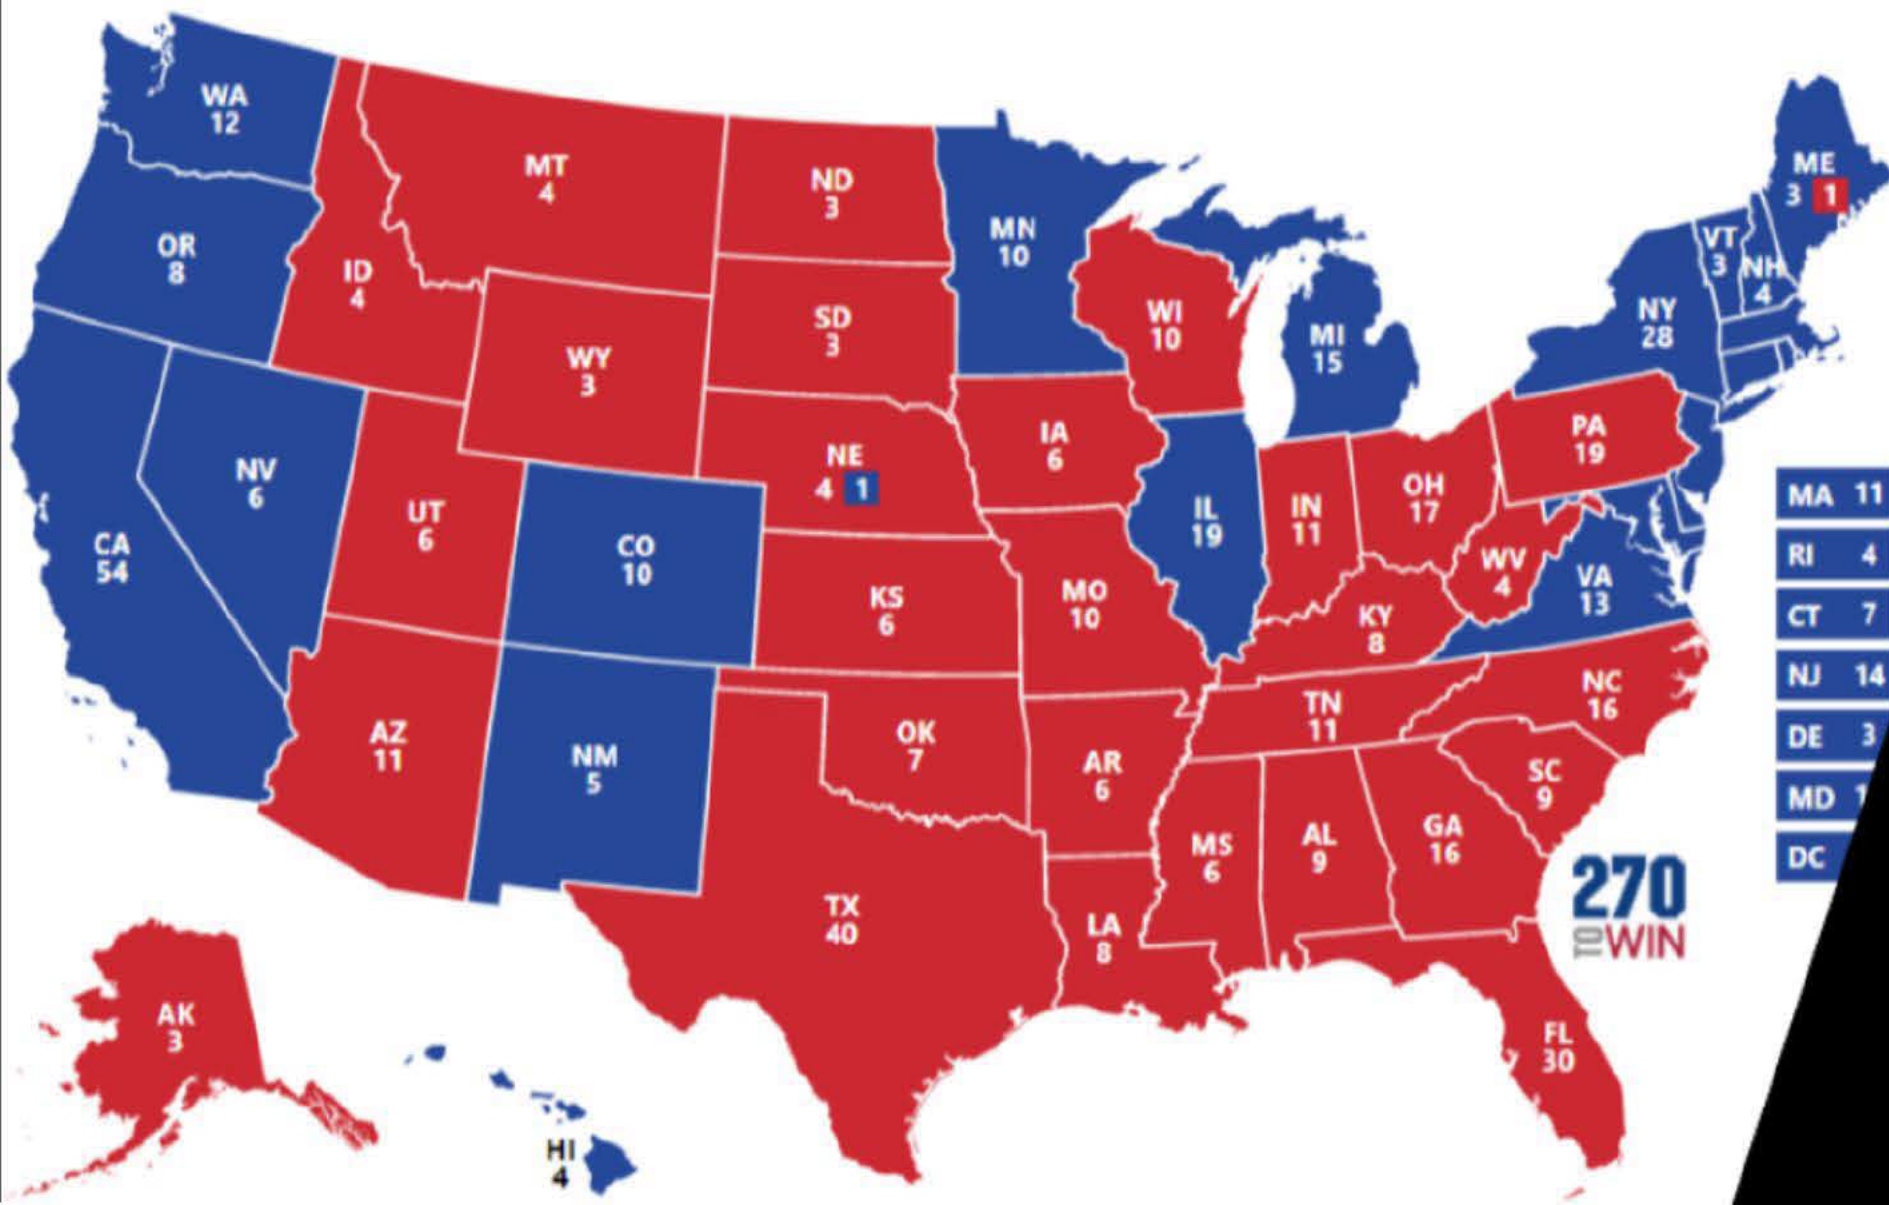 WA
12
OR
8
CA
54
NV
6
ID
4
MT
4
WY
3
UT
6
CO
10
AZ
11
NM
5
ND
3
SD
3
NE
4 1
KS
6
OK
7
TX
40
MN
10
IA
6
MO
10
AR
6
LA
8
WI
10
IL
19
MI
15
IN
11
OH
17
KY
8
TN
11
MS
6
AL
9
GA
16
FL
30
SC
9
NC
16
VA
13
WV
4
PA
19
NY
28
VT
3
NH
4
ME
3 1
MA 11
RI 4
CT 7
NJ 14
DE 3
MD
DC
AK
3
HI
4
270
TO WIN